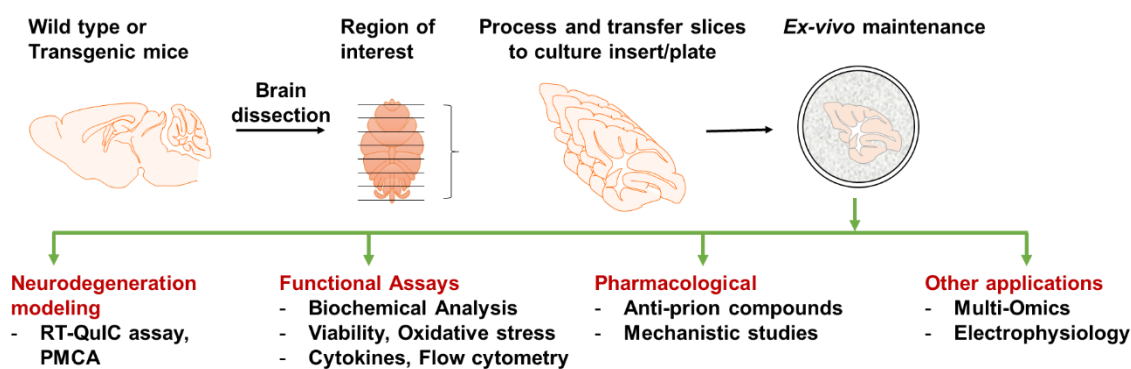 Wild type or
Transgenic mice
Brain
dissection
Region of
interest
Process and transfer slices
to culture insert/plate
Ex-vivo maintenance
Neurodegeneration
modeling
- RT-QuIC assay,
PMCA
Functional Assays
- Biochemical Analysis
- Viability, Oxidative stress
- Cytokines, Flow cytometry
Pharmacological
- Anti-prion compounds
- Mechanistic studies
Other applications
- Multi-Omics
- Electrophysiology